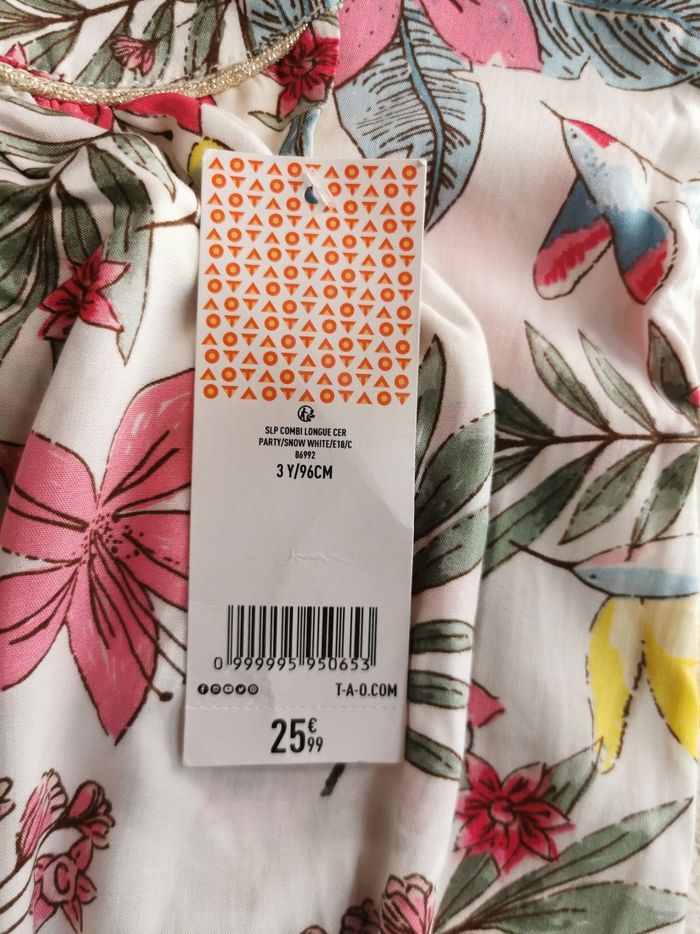 SLP COMBI LONGUE CER
PARTY/SNOW WHITE/E18/C
86992
3 Y/96CM
0 999995 950653
T-A-O.COM
25€99